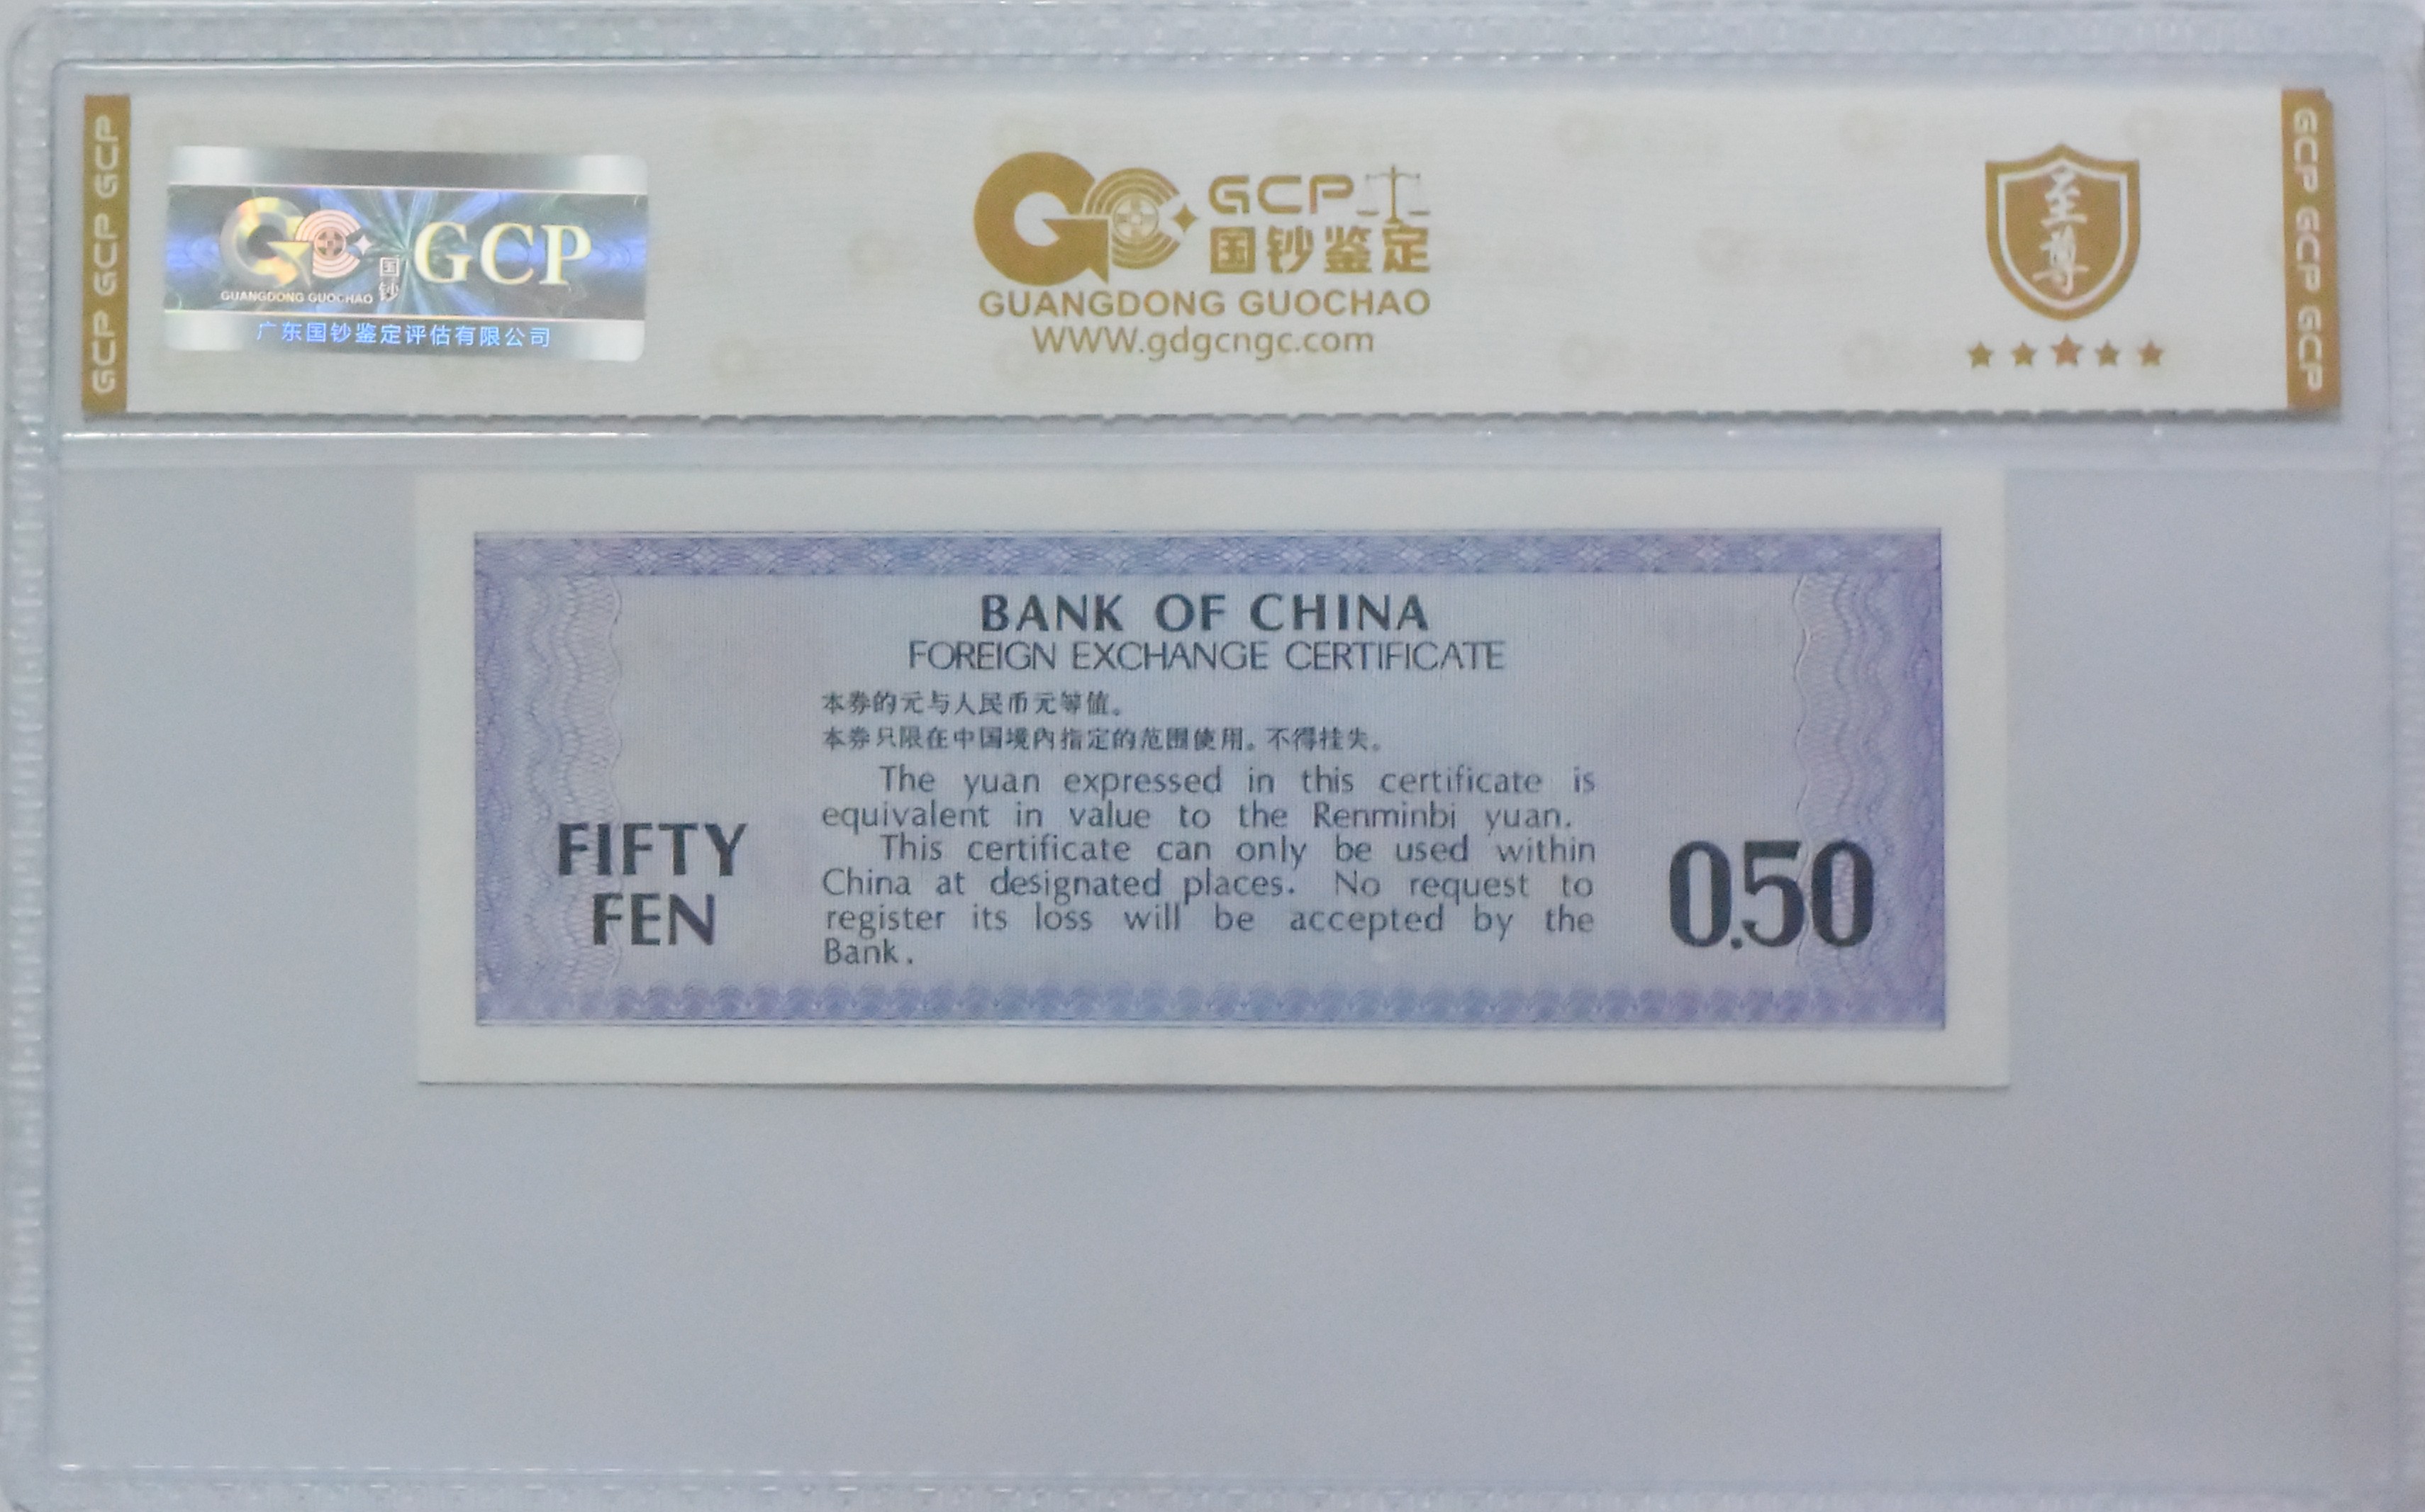 GCP GCP GCP
国钞
GCP
GUANGDONG GUOCHAO
广东国钞鉴定评估有限公司
GCP
国钞鉴定
GUANGDONG GUOCHAO
WWW.gdgcngc.com
至尊
GCP GCP GCP
BANK OF CHINA
FOREIGN EXCHANGE CERTIFICATE
本券的元与人民币元等值。
本券只限在中国境内指定的范围使用。不得挂失。
The yuan expressed in this certificate is
equivalent in value to the Renminbi yuan.
This certificate can only be used within
China at designated places. No request to
register its loss will be accepted by the
Bank.
FIFTY
FEN
0.50